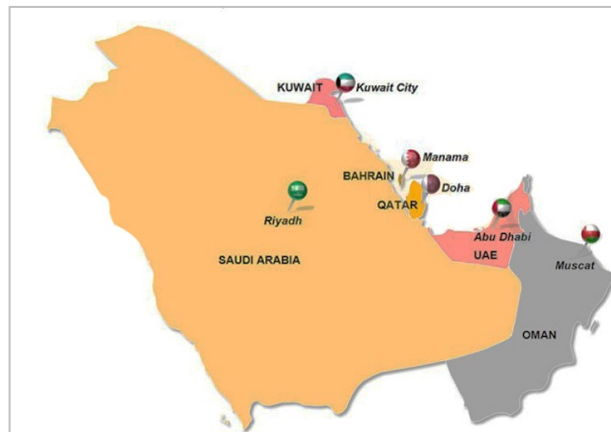 KUWAIT
Kuwait City
Manama
BAHRAIN
Doha
QATAR
Riyadh
Abu Dhabi
UAE
SAUDI ARABIA
Muscat
OMAN